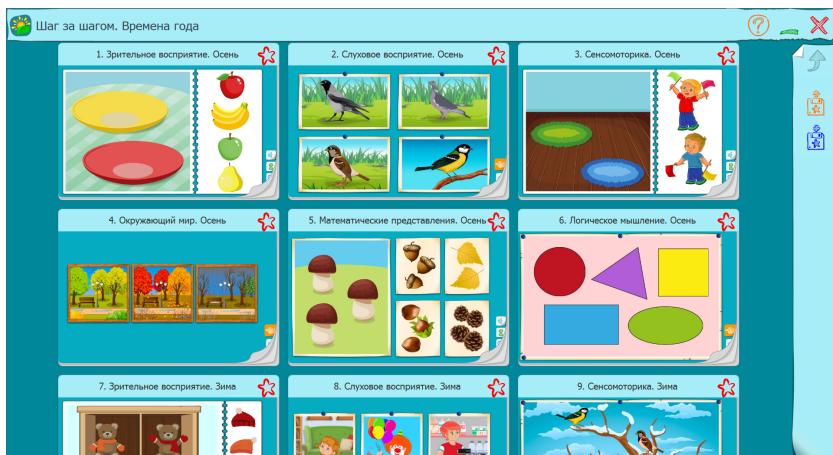 Шаг за шагом. Времена года
1. Зрительное восприятие. Осень
2. Слуховое восприятие. Осень
3. Сенсомоторика. Осень
4. Окружающий мир. Осень
5. Математические представления. Осень
6. Логическое мышление. Осень
7. Зрительное восприятие. Зима
8. Слуховое восприятие. Зима
9. Сенсомоторика. Зима